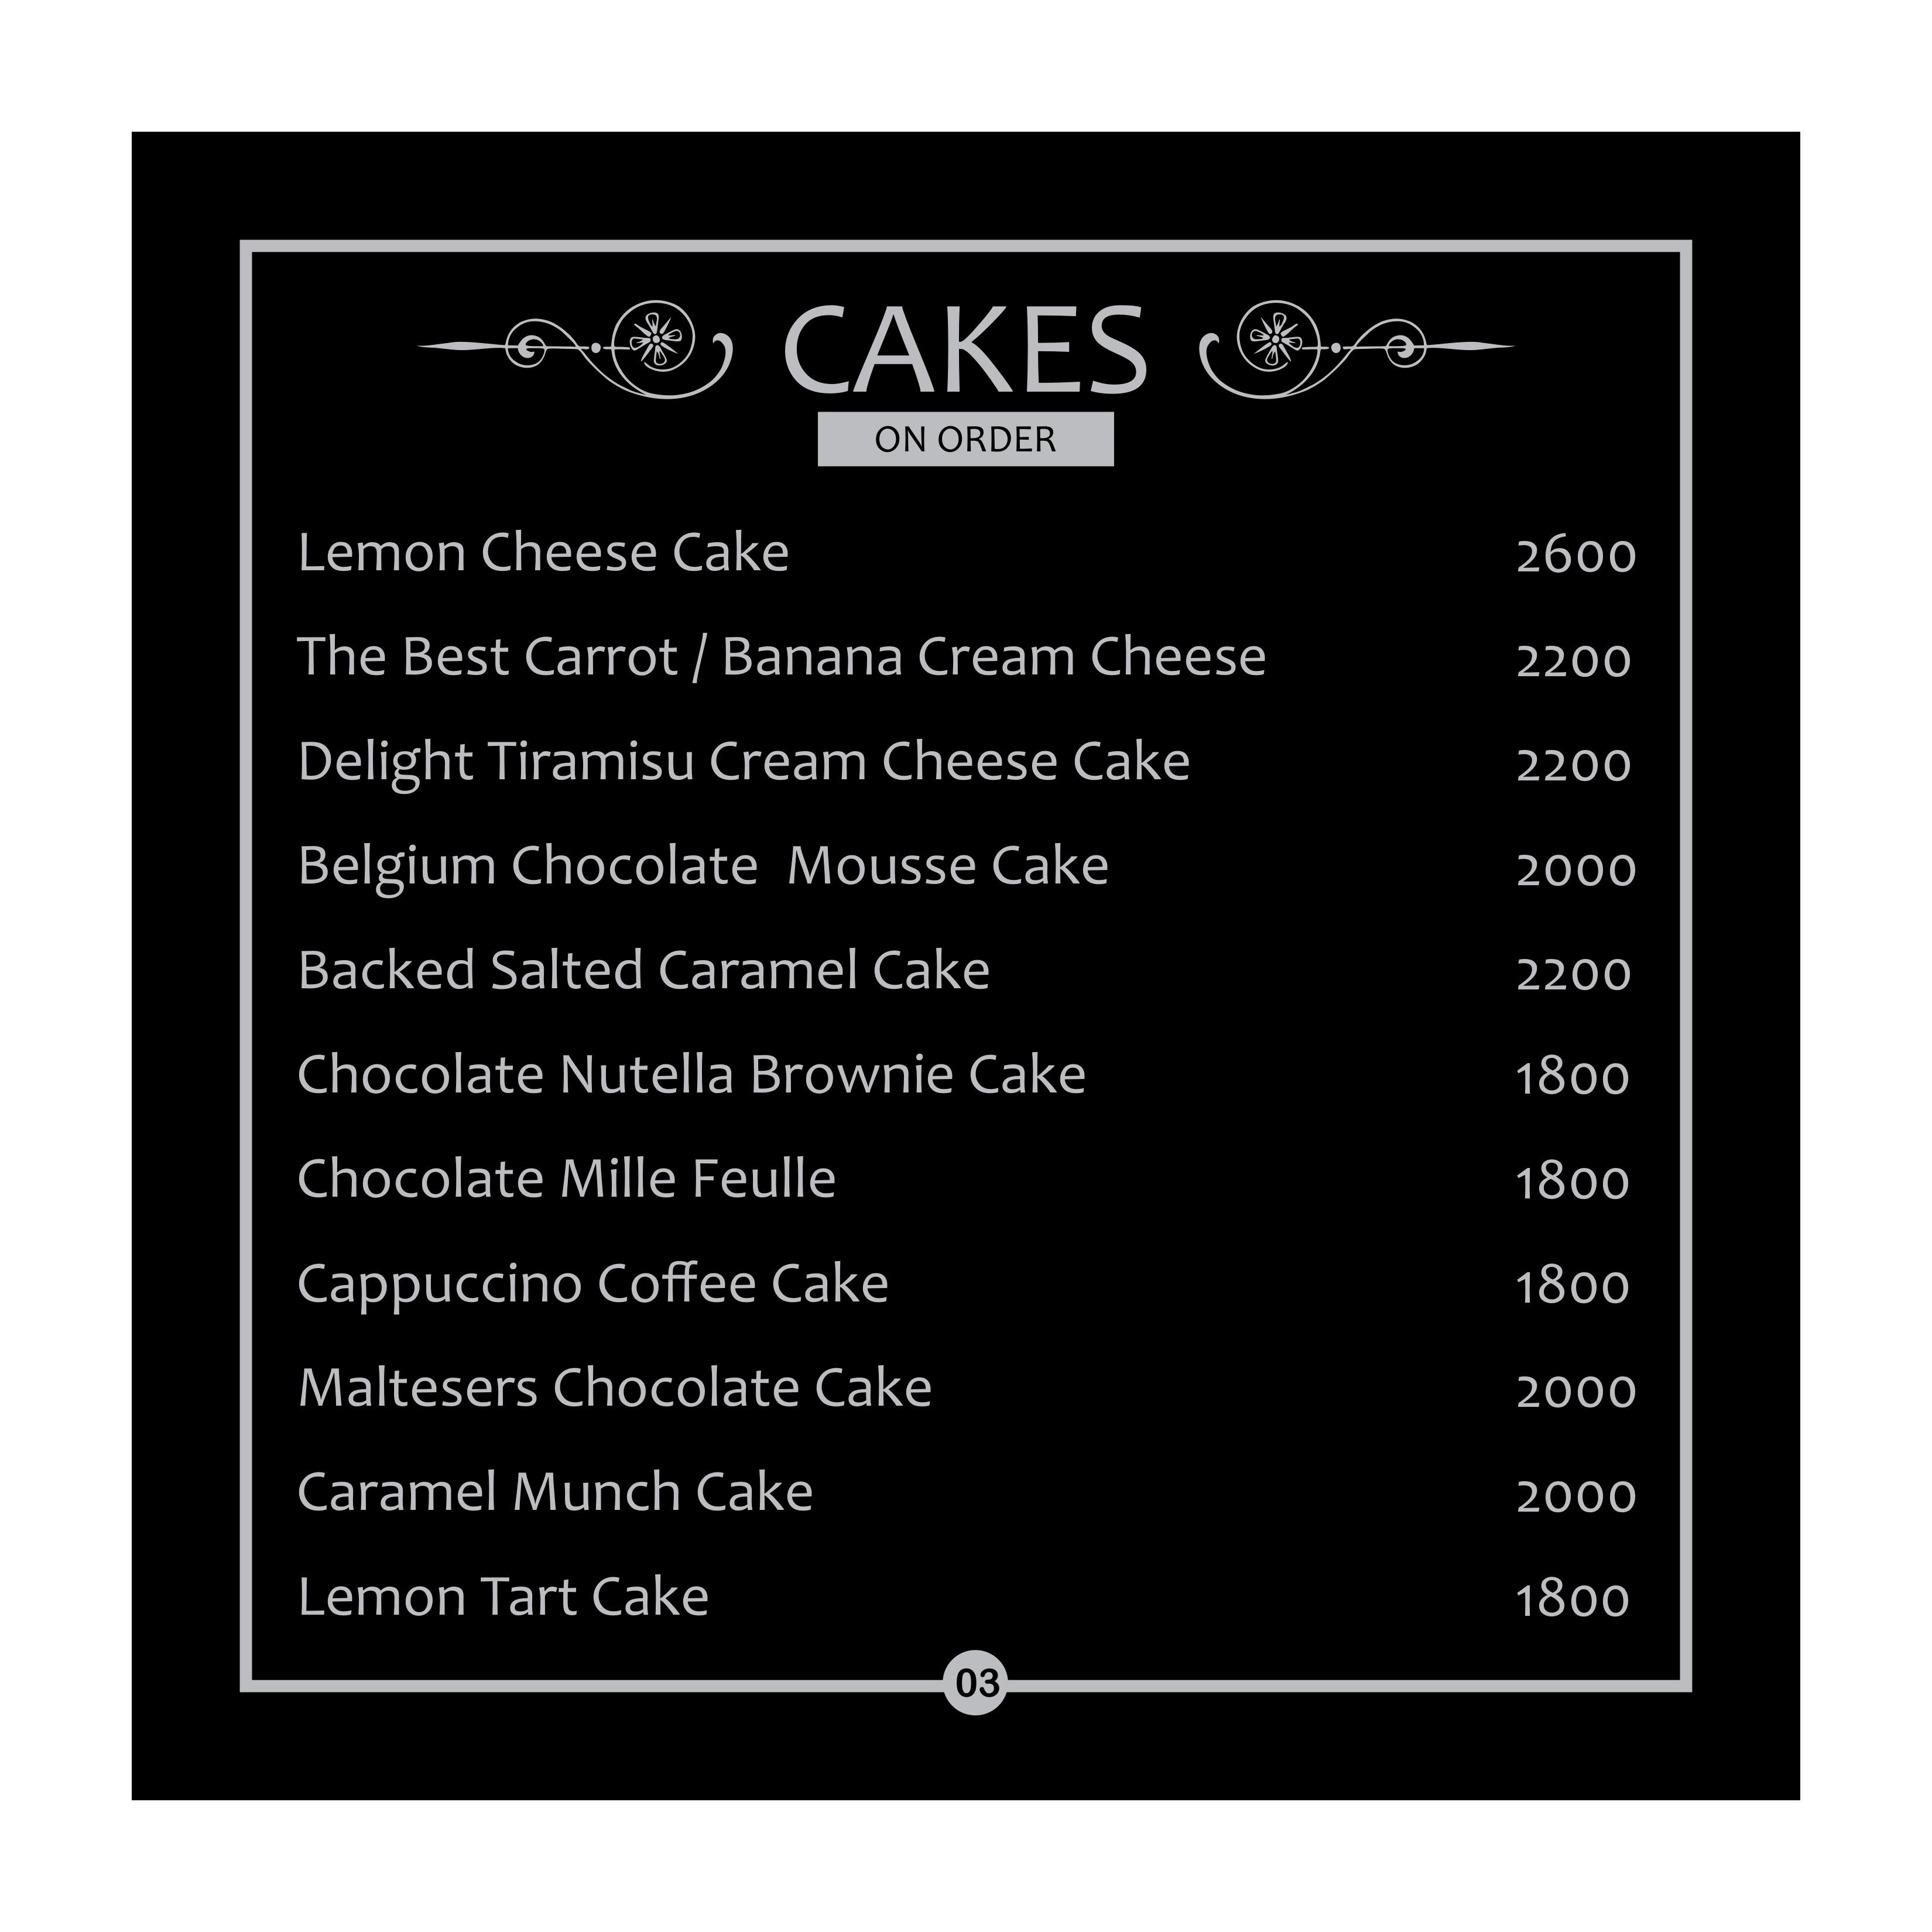 CAKES
ON ORDER
Lemon Cheese Cake 2600
The Best Carrot / Banana Cream Cheese 2200
Delight Tiramisu Cream Cheese Cake 2200
Belgium Chocolate  Mousse Cake 2000
Backed Salted Caramel Cake 2200
Chocolate Nutella Brownie Cake 1800
Chocolate Mille Feulle 1800
Cappuccino Coffee Cake 1800
Maltesers Chocolate Cake 2000
Caramel Munch Cake 2000
Lemon Tart Cake 1800
03